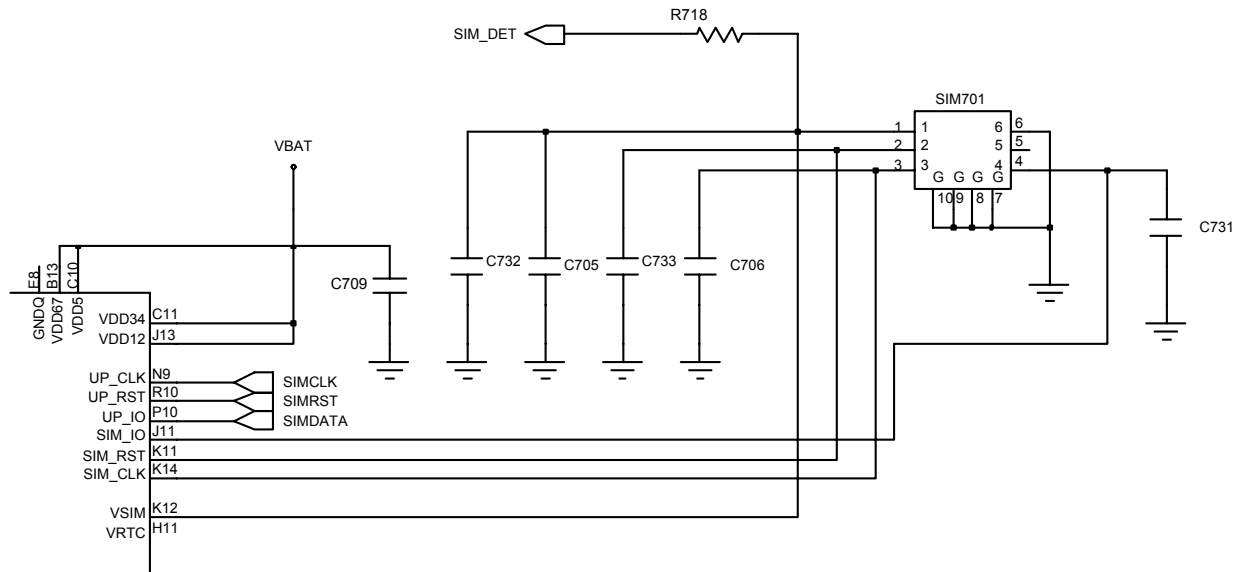 R718
SIM_DET
SIM701
1 1 6 6
2 2 5 5
3 3 4 4
G G G G
10 9 8 7
VBAT
C709
C732
C705
C733
C706
C731
E8
B13
C10
GNDQ
VDD67
VDD5
VDD34 C11
VDD12 J13
UP_CLK N9 SIMCLK
UP_RST R10 SIMRST
UP_IO P10 SIMDATA
SIM_IO J11
SIM_RST K11
SIM_CLK K14
VSIM K12
VRTC H11